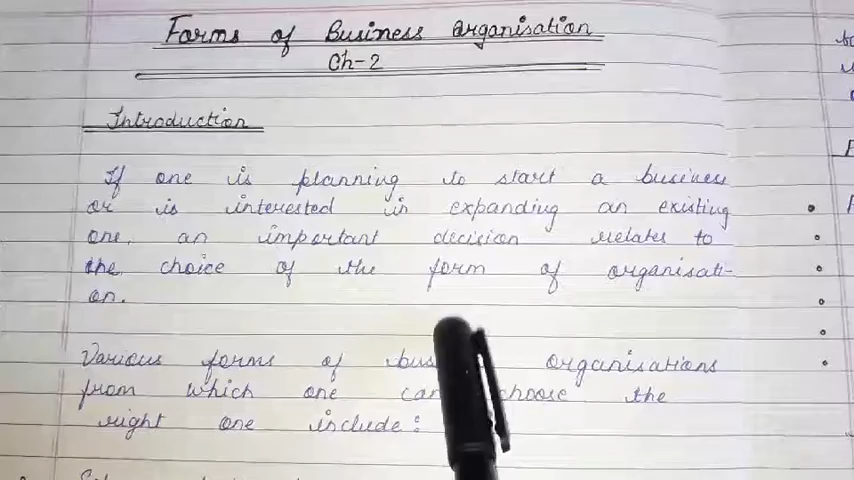 Forms of Business Organisation
Ch-2
Introduction
If one is planning to start a business
or is interested in expanding an existing
one, an important decision relates to
the choice of the form of organisati-
on.
Various forms of bus organisations
from which one can choose the
right one include: